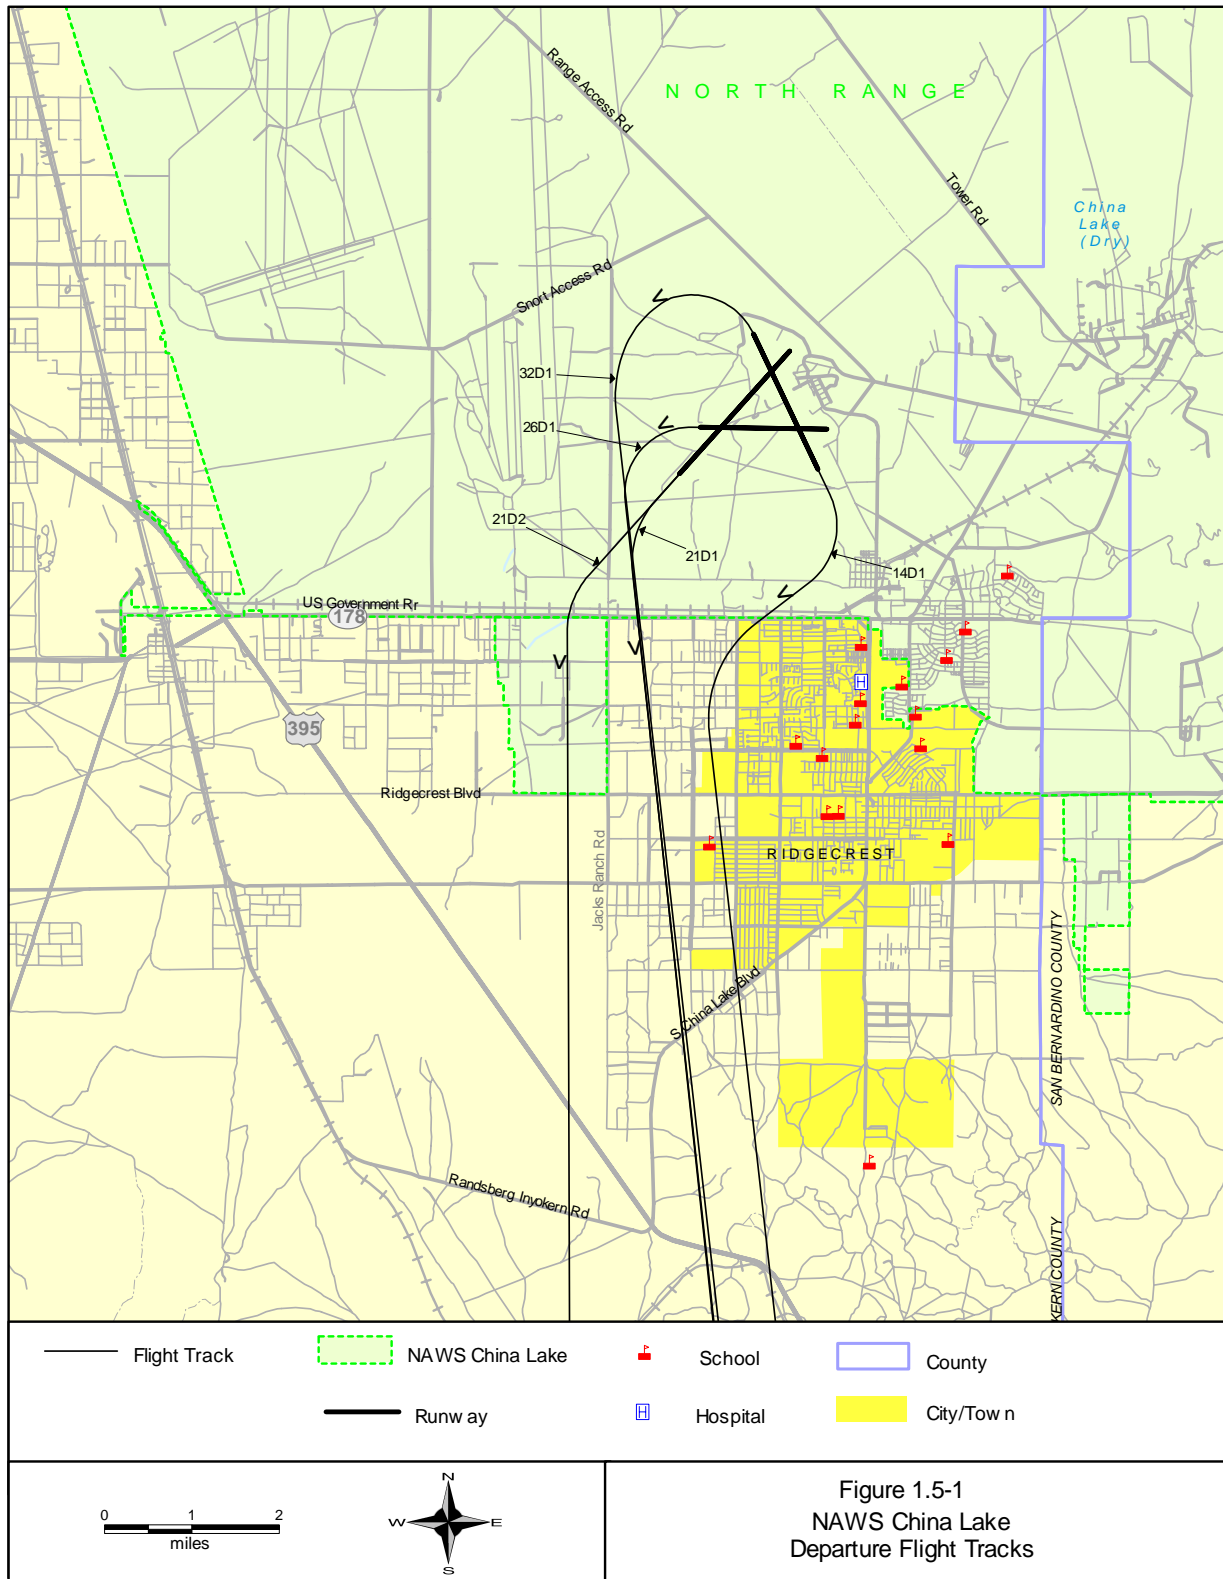 NORTH RANGE
Range Access Rd
Tower Rd
China
Lake
(Dry)
Snort Access Rd
32D1
26D1
21D2
21D1
14D1
US Government Rr
178
395
Ridgecrest Blvd
Jacks Ranch Rd
RIDGECREST
S China Lake Blvd
SAN BERNARDINO COUNTY
KERN COUNTY
Randsberg Inyokern Rd
H
Flight Track
NAWS China Lake
School
County
Runway
H
Hospital
City/Town
0 1 2
miles
N
W E
S
Figure 1.5-1
NAWS China Lake
Departure Flight Tracks